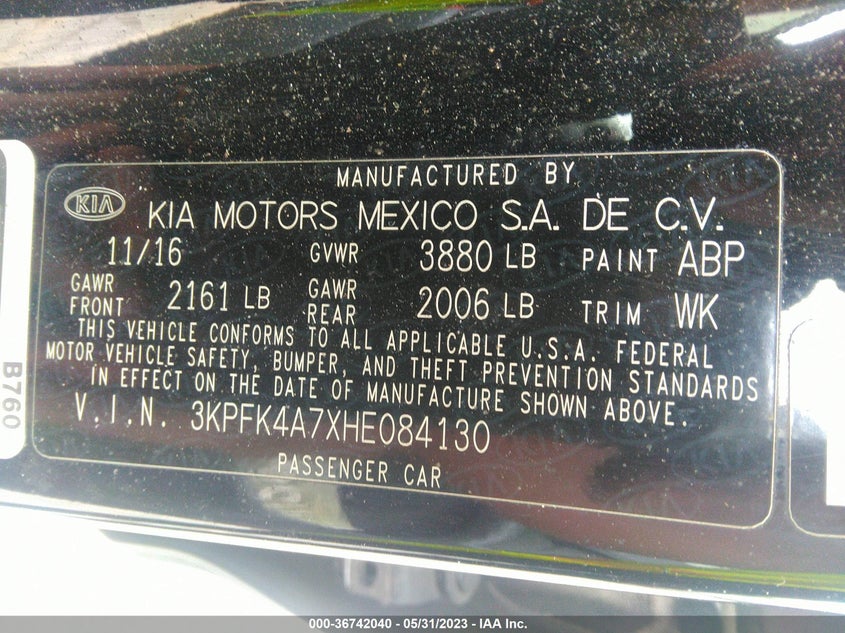 MANUFACTURED BY
KIA KIA MOTORS MEXICO S.A. DE C.V.
11/16 GVWR 3880 LB PAINT ABP
GAWR FRONT 2161 LB GAWR REAR 2006 LB TRIM WK
THIS VEHICLE CONFORMS TO ALL APPLICABLE U.S.A. FEDERAL
MOTOR VEHICLE SAFETY, BUMPER, AND THEFT PREVENTION STANDARDS
IN EFFECT ON THE DATE OF MANUFACTURE SHOWN ABOVE.
V.I.N. 3KPFK4A7XHE084130
PASSENGER CAR
B760
000-36742040 - 05/31/2023 - IAA Inc.